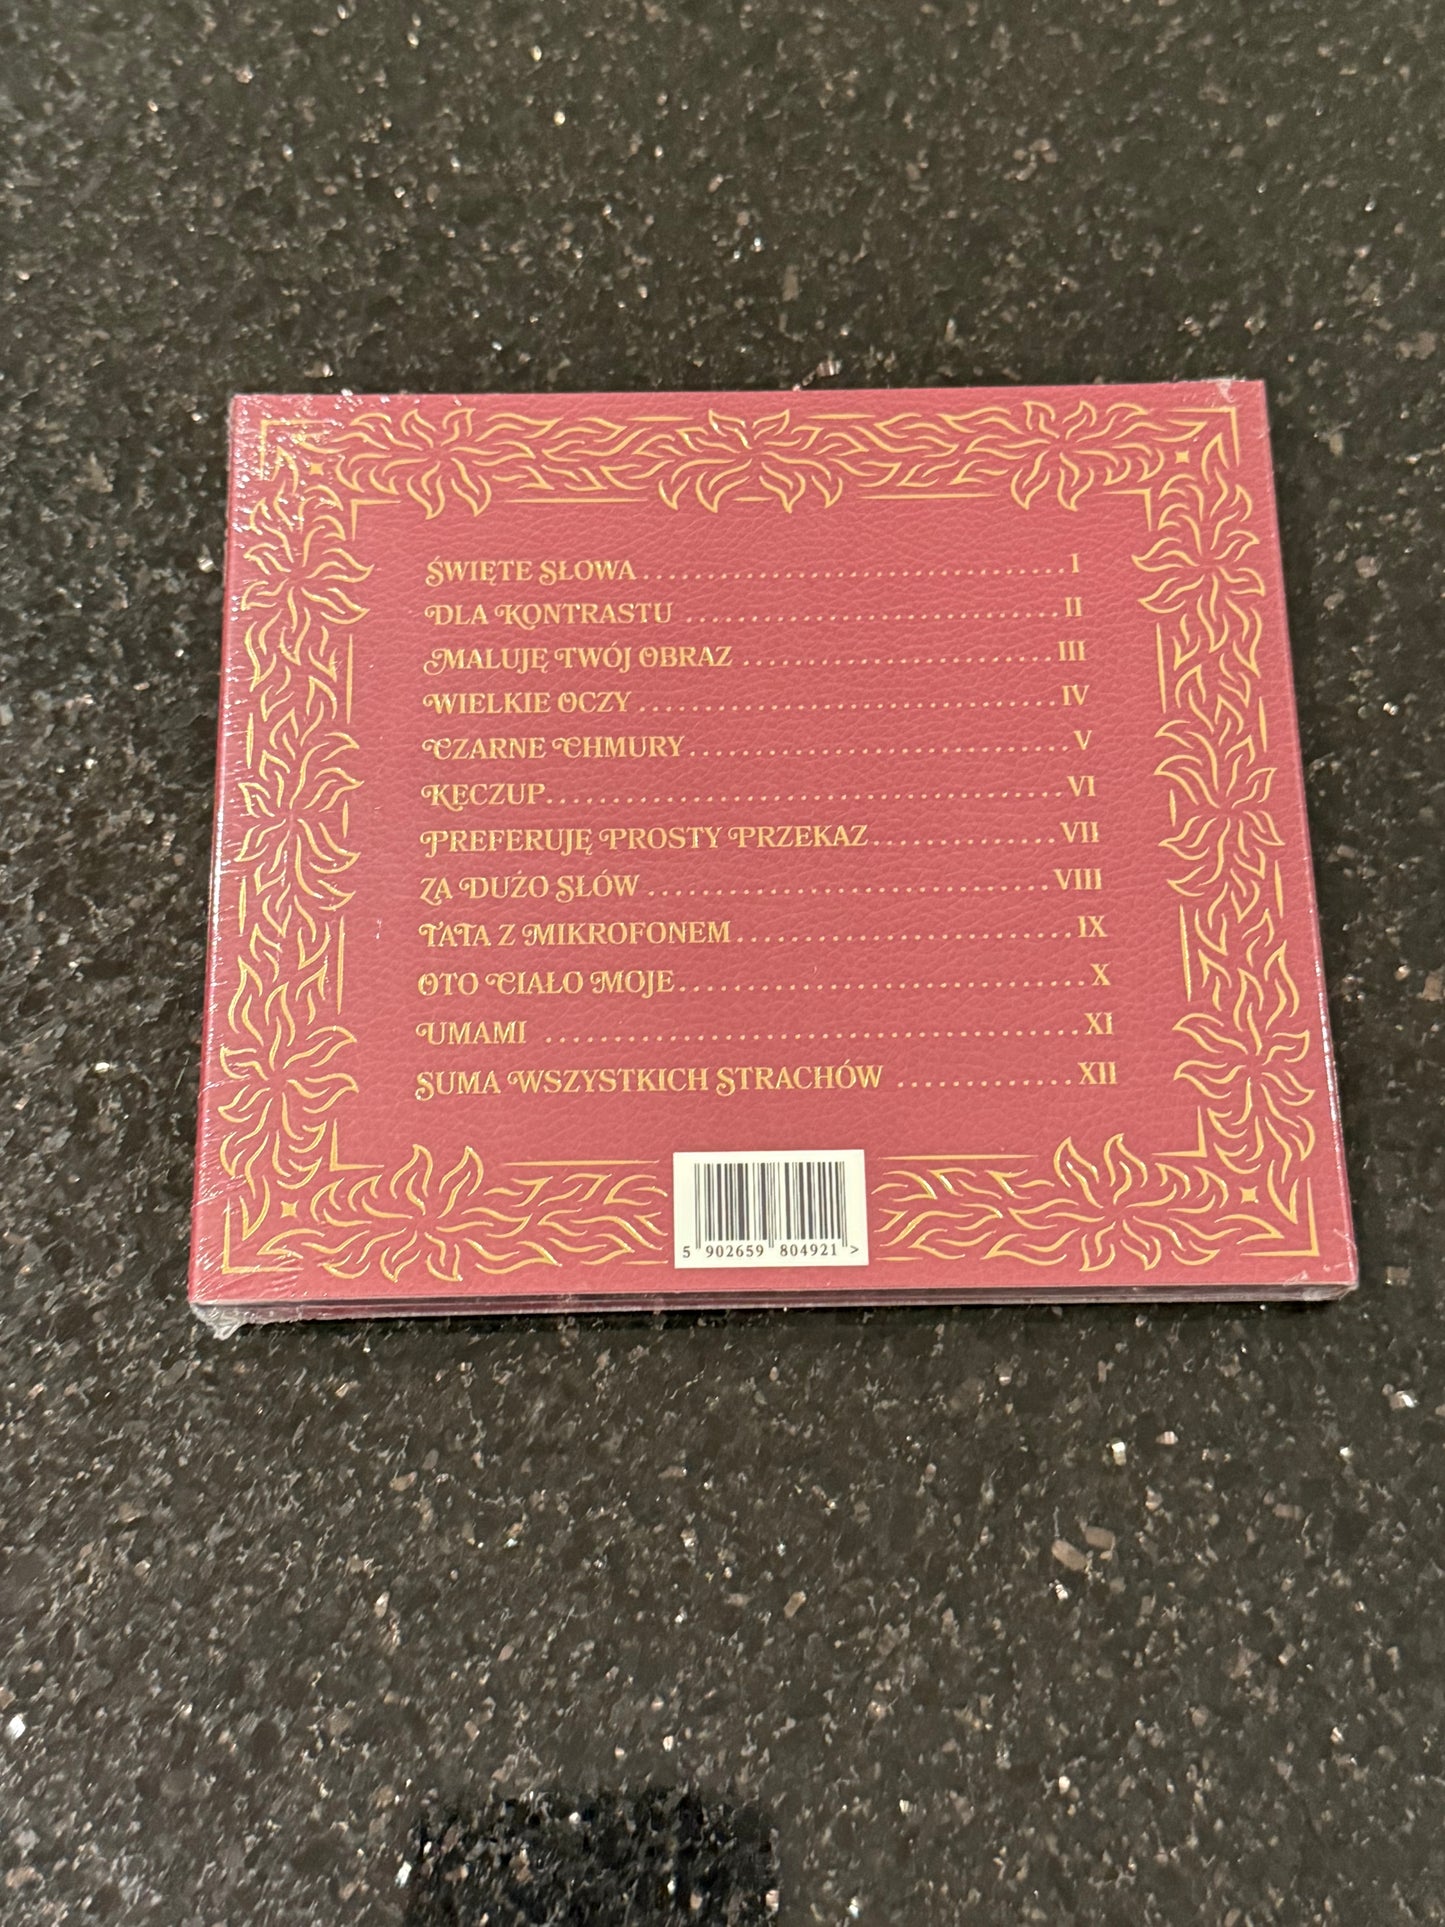 ŚWIĘTE SŁOWA........................................I
DLA KONTRASTU ........................................II
MALUJĘ TWÓJ OBRAZ ..............................III
WIELKIE OCZY ........................................IV
CZARNE CHMURY....................................V
KECZUP................................................VI
PREFERUJĘ PROSTY PRZEKAZ.................VII
ZA DUŻO SŁÓW .....................................VIII
TATA Z MIKROFONEM...............................IX
OTO CIAŁO MOJE......................................X
UMAMI ..................................................XI
SUMA WSZYSTKICH STRACHÓW .............XII
5 902659 804921 >